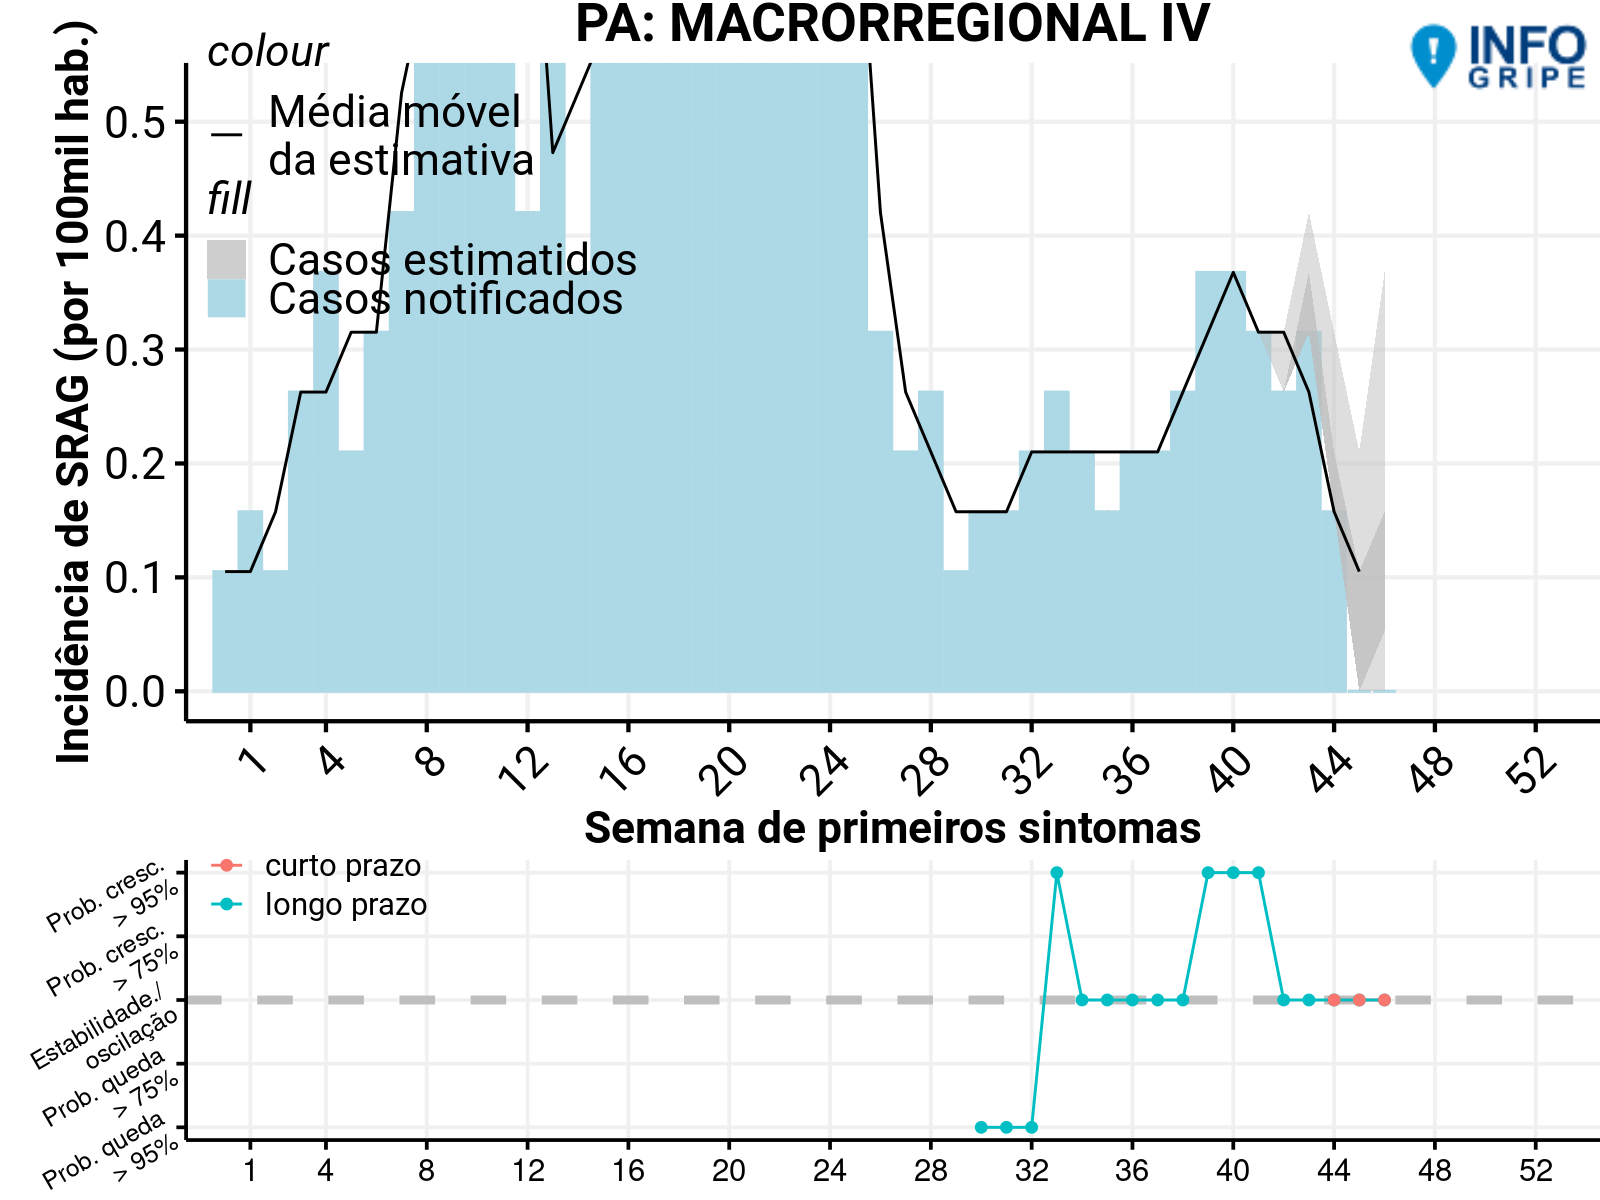 PA: MACRORREGIONAL IV
INFO
GRIPE
Incidência de SRAG (por 100mil hab.)
colour
Média móvel
da estimativa
fill
Casos estimatidos
Casos notificados
0.5
0.4
0.3
0.2
0.1
0.0
1 4 8 12 16 20 24 28 32 36 40 44 48 52
Semana de primeiros sintomas
curto prazo
longo prazo
Prob. cresc.
> 95%
Prob. cresc.
> 75%
Estabilidade./
oscilação
Prob. queda
> 75%
Prob. queda
> 95%
1 4 8 12 16 20 24 28 32 36 40 44 48 52